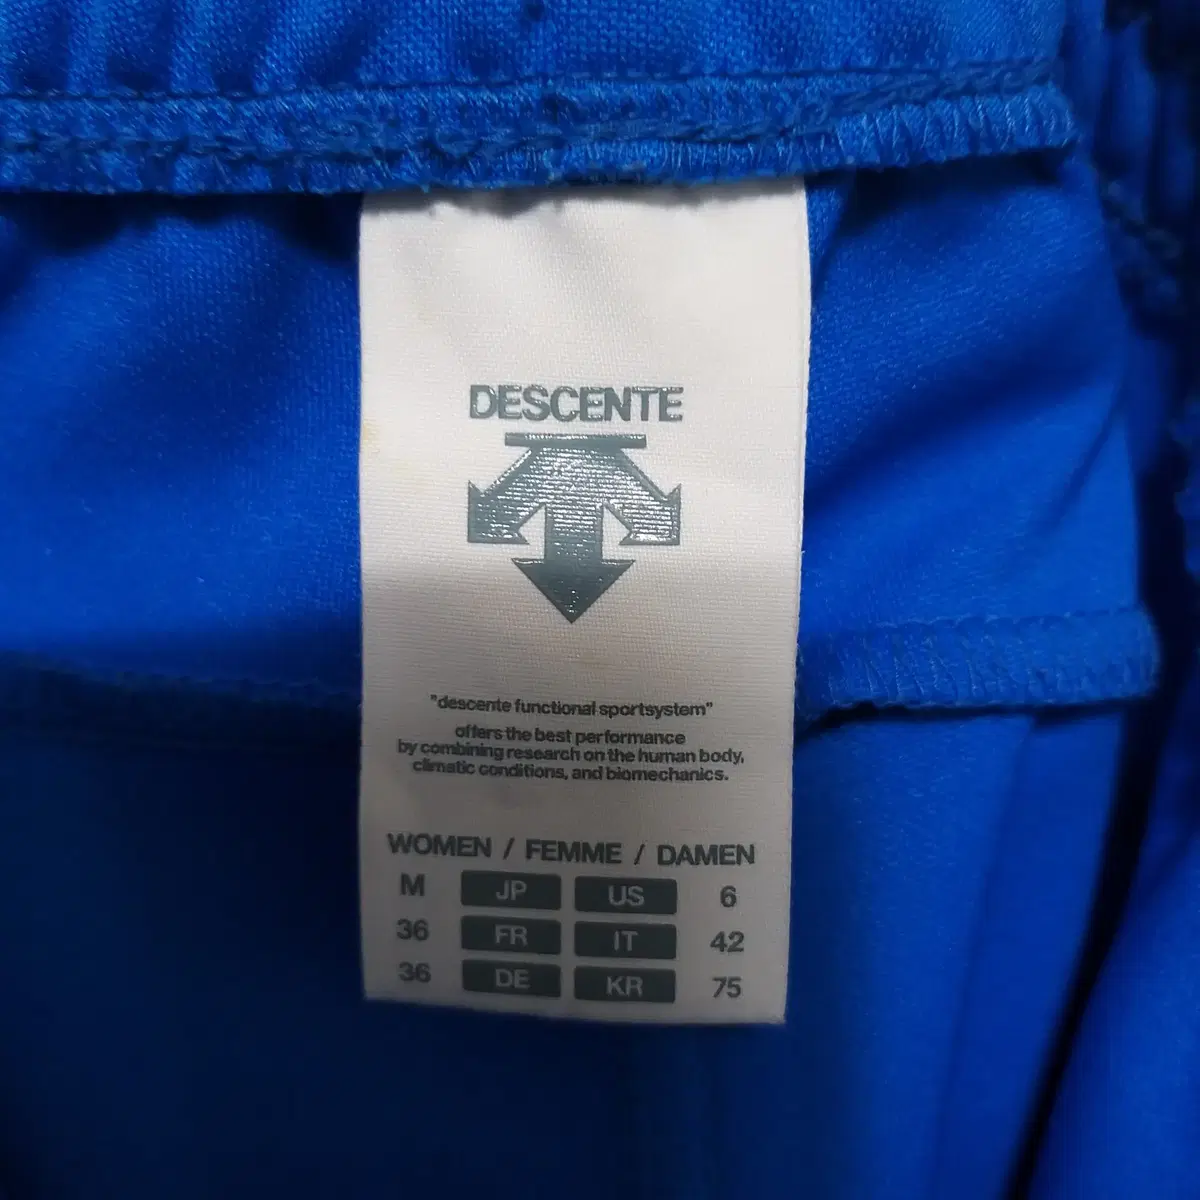 DESCENTE
"descente functional sportsystem"
offers the best performance
by combining research on the human body,
climatic conditions, and biomechanics.
WOMEN / FEMME / DAMEN
M JP US 6
36 FR IT 42
36 DE KR 75